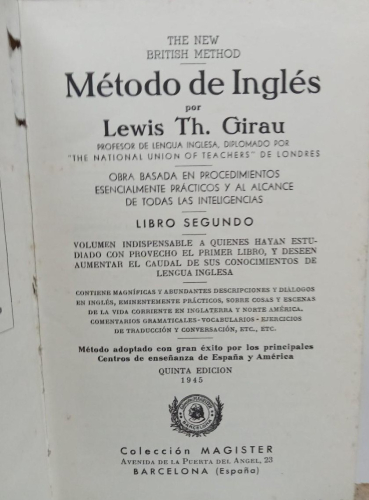 THE NEW
BRITISH METHOD
Método de Inglés
por
Lewis Th. Girau
PROFESOR DE LENGUA INGLESA, DIPLOMADO POR
"THE NATIONAL UNION OF TEACHERS" DE LONDRES
OBRA BASADA EN PROCEDIMIENTOS
ESENCIALMENTE PRÁCTICOS Y AL ALCANCE
DE TODAS LAS INTELIGENCIAS
LIBRO SEGUNDO
VOLUMEN INDISPENSABLE A QUIENES HAYAN ESTU-
DIADO CON PROVECHO EL PRIMER LIBRO, Y DESEEN
AUMENTAR EL CAUDAL DE SUS CONOCIMIENTOS DE
LENGUA INGLESA
CONTIENE MAGNÍFICAS Y ABUNDANTES DESCRIPCIONES Y DIÁLOGOS
EN INGLÉS, EMINENTEMENTE PRÁCTICOS, SOBRE COSAS Y ESCENAS
DE LA VIDA CORRIENTE EN INGLATERRA Y NORTE AMÉRICA.
COMENTARIOS GRAMATICALES - VOCABULARIOS - EJERCICIOS
DE TRADUCCIÓN Y CONVERSACIÓN, ETC., ETC.
Método adoptado con gran éxito por los principales
Centros de enseñanza de España y América
QUINTA EDICION
1945
Colección MAGISTER
AVENIDA DE LA PUERTA DEL ANGEL, 23
BARCELONA (España)